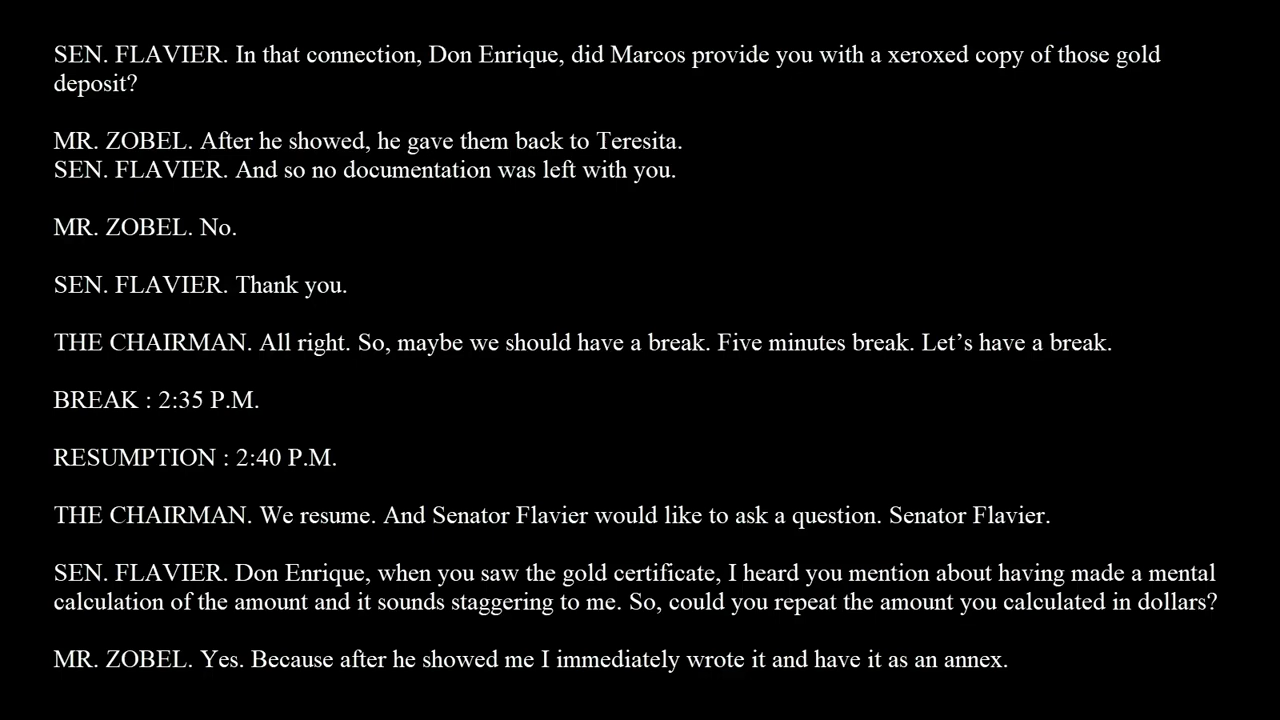 SEN. FLAVIER. In that connection, Don Enrique, did Marcos provide you with a xeroxed copy of those gold
deposit?
MR. ZOBEL. After he showed, he gave them back to Teresita.
SEN. FLAVIER. And so no documentation was left with you.
MR. ZOBEL. No.
SEN. FLAVIER. Thank you.
THE CHAIRMAN. All right. So, maybe we should have a break. Five minutes break. Let’s have a break.
BREAK : 2:35 P.M.
RESUMPTION : 2:40 P.M.
THE CHAIRMAN. We resume. And Senator Flavier would like to ask a question. Senator Flavier.
SEN. FLAVIER. Don Enrique, when you saw the gold certificate, I heard you mention about having made a mental
calculation of the amount and it sounds staggering to me. So, could you repeat the amount you calculated in dollars?
MR. ZOBEL. Yes. Because after he showed me I immediately wrote it and have it as an annex.